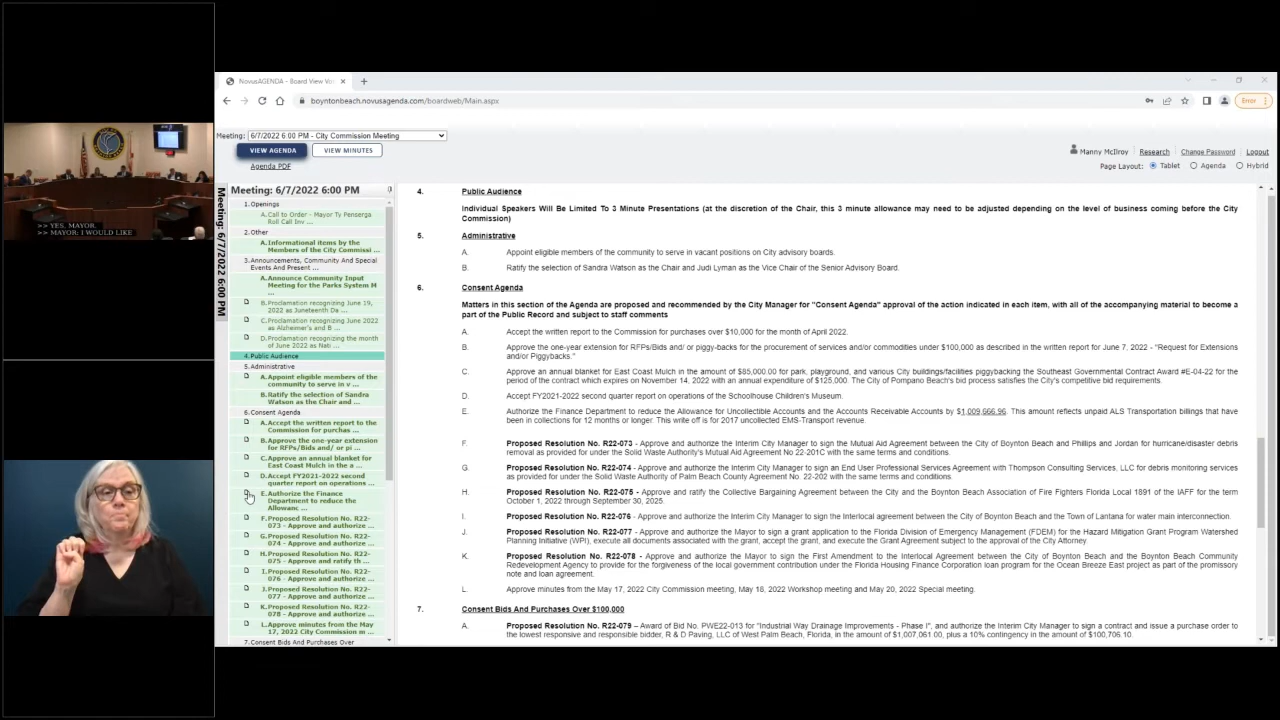 NovusAGENDA - Board View Ver
boyntonbeach.novusagenda.com/boardweb/Main.aspx
Error
Meeting: 6/7/2022 6:00 PM - City Commission Meeting
VIEW AGENDA VIEW MINUTES
Agenda PDF
Manny McIlroy Research Change Password Logout
Page Layout: Tablet Agenda Hybrid
>> YES, MAYOR.
>> MAYOR: I WOULD LIKE
Meeting: 6/7/2022 6:00 PM
Meeting: 6/7/2022 6:00 PM
1.Openings
A.Call to Order - Mayor Ty Penserga
Roll Call Inv ...
2.Other
A.Informational items by the
Members of the City Commissi ...
3.Announcements, Community And Special
Events And Present ...
A.Announce Community Input
Meeting for the Parks System M
...
B.Proclamation recognizing June 19,
2022 as Juneteenth Da ...
C.Proclamation recognizing June 2022
as Alzheimer's and B ...
D.Proclamation recognizing the month
of June 2022 as Nati ...
4.Public Audience
5.Administrative
A.Appoint eligible members of the
community to serve in v ...
B.Ratify the selection of Sandra
Watson as the Chair and ...
6.Consent Agenda
A.Accept the written report to the
Commission for purchas ...
B.Approve the one-year extension
for RFPs/Bids and/ or pi ...
C.Approve an annual blanket for
East Coast Mulch in the a ...
D.Accept FY2021-2022 second
quarter report on operations ...
E.Authorize the Finance
Department to reduce the
Allowanc ...
F.Proposed Resolution No. R22-
073 - Approve and authorize ...
G.Proposed Resolution No. R22-
074 - Approve and authorize ...
H.Proposed Resolution No. R22-
075 - Approve and ratify th ...
I.Proposed Resolution No. R22-
076 - Approve and authorize ...
J.Proposed Resolution No. R22-
077 - Approve and authorize ...
K.Proposed Resolution No. R22-
078 - Approve and authorize ...
L.Approve minutes from the May
17, 2022 City Commission m ...
7.Consent Bids And Purchases Over
4. Public Audience
Individual Speakers Will Be Limited To 3 Minute Presentations (at the discretion of the Chair, this 3 minute allowance may need to be adjusted depending on the level of business coming before the City
Commission)
5. Administrative
A. Appoint eligible members of the community to serve in vacant positions on City advisory boards.
B. Ratify the selection of Sandra Watson as the Chair and Judi Lyman as the Vice Chair of the Senior Advisory Board.
6. Consent Agenda
Matters in this section of the Agenda are proposed and recommended by the City Manager for "Consent Agenda" approval of the action indicated in each item, with all of the accompanying material to become a
part of the Public Record and subject to staff comments
A. Accept the written report to the Commission for purchases over $10,000 for the month of April 2022.
B. Approve the one-year extension for RFPs/Bids and/ or piggy-backs for the procurement of services and/or commodities under $100,000 as described in the written report for June 7, 2022 - "Request for Extensions
and/or Piggybacks."
C. Approve an annual blanket for East Coast Mulch in the amount of $85,000.00 for park, playground, and various City buildings/facilities piggybacking the Southeast Governmental Contract Award #E-04-22 for the
period of the contract which expires on November 14, 2022 with an annual expenditure of $125,000. The City of Pompano Beach's bid process satisfies the City's competitive bid requirements.
D. Accept FY2021-2022 second quarter report on operations of the Schoolhouse Children's Museum.
E. Authorize the Finance Department to reduce the Allowance for Uncollectible Accounts and the Accounts Receivable Accounts by $1,009,666.96. This amount reflects unpaid ALS Transportation billings that have
been in collections for 12 months or longer. This write off is for 2017 uncollected EMS-Transport revenue.
F. Proposed Resolution No. R22-073 - Approve and authorize the Interim City Manager to sign the Mutual Aid Agreement between the City of Boynton Beach and Phillips and Jordan for hurricane/disaster debris
removal as provided for under the Solid Waste Authority's Mutual Aid Agreement No 22-201C with the same terms and conditions.
G. Proposed Resolution No. R22-074 - Approve and authorize the Interim City Manager to sign an End User Professional Services Agreement with Thompson Consulting Services, LLC for debris monitoring services
as provided for under the Solid Waste Authority of Palm Beach County Agreement No. 22-202 with the same terms and conditions.
H. Proposed Resolution No. R22-075 - Approve and ratify the Collective Bargaining Agreement between the City and the Boynton Beach Association of Fire Fighters Florida Local 1891 of the IAFF for the term
October 1, 2022 through September 30, 2025.
I. Proposed Resolution No. R22-076 - Approve and authorize the Interim City Manager to sign the Interlocal agreement between the City of Boynton Beach and the Town of Lantana for water main interconnection.
J. Proposed Resolution No. R22-077 - Approve and authorize the Mayor to sign a grant application to the Florida Division of Emergency Management (FDEM) for the Hazard Mitigation Grant Program Watershed
Planning Initiative (WPI), execute all documents associated with the grant, accept the grant, and execute the Grant Agreement subject to the approval of the City Attorney
K. Proposed Resolution No. R22-078 - Approve and authorize the Mayor to sign the First Amendment to the Interlocal Agreement between the City of Boynton Beach and the Boynton Beach Community
Redevelopment Agency to provide for the forgiveness of the local government contribution under the Florida Housing Finance Corporation loan program for the Ocean Breeze East project as part of the promissory
note and loan agreement.
L. Approve minutes from the May 17, 2022 City Commission meeting, May 18, 2022 Workshop meeting and May 20, 2022 Special meeting.
7. Consent Bids And Purchases Over $100,000
A. Proposed Resolution No. R22-079 – Award of Bid No. PWE22-013 for "Industrial Way Drainage Improvements - Phase I", and authorize the Interim City Manager to sign a contract and issue a purchase order to
the lowest responsive and responsible bidder, R & D Paving, LLC of West Palm Beach, Florida, in the amount of $1,007,061.00, plus a 10% contingency in the amount of $100,706.10.